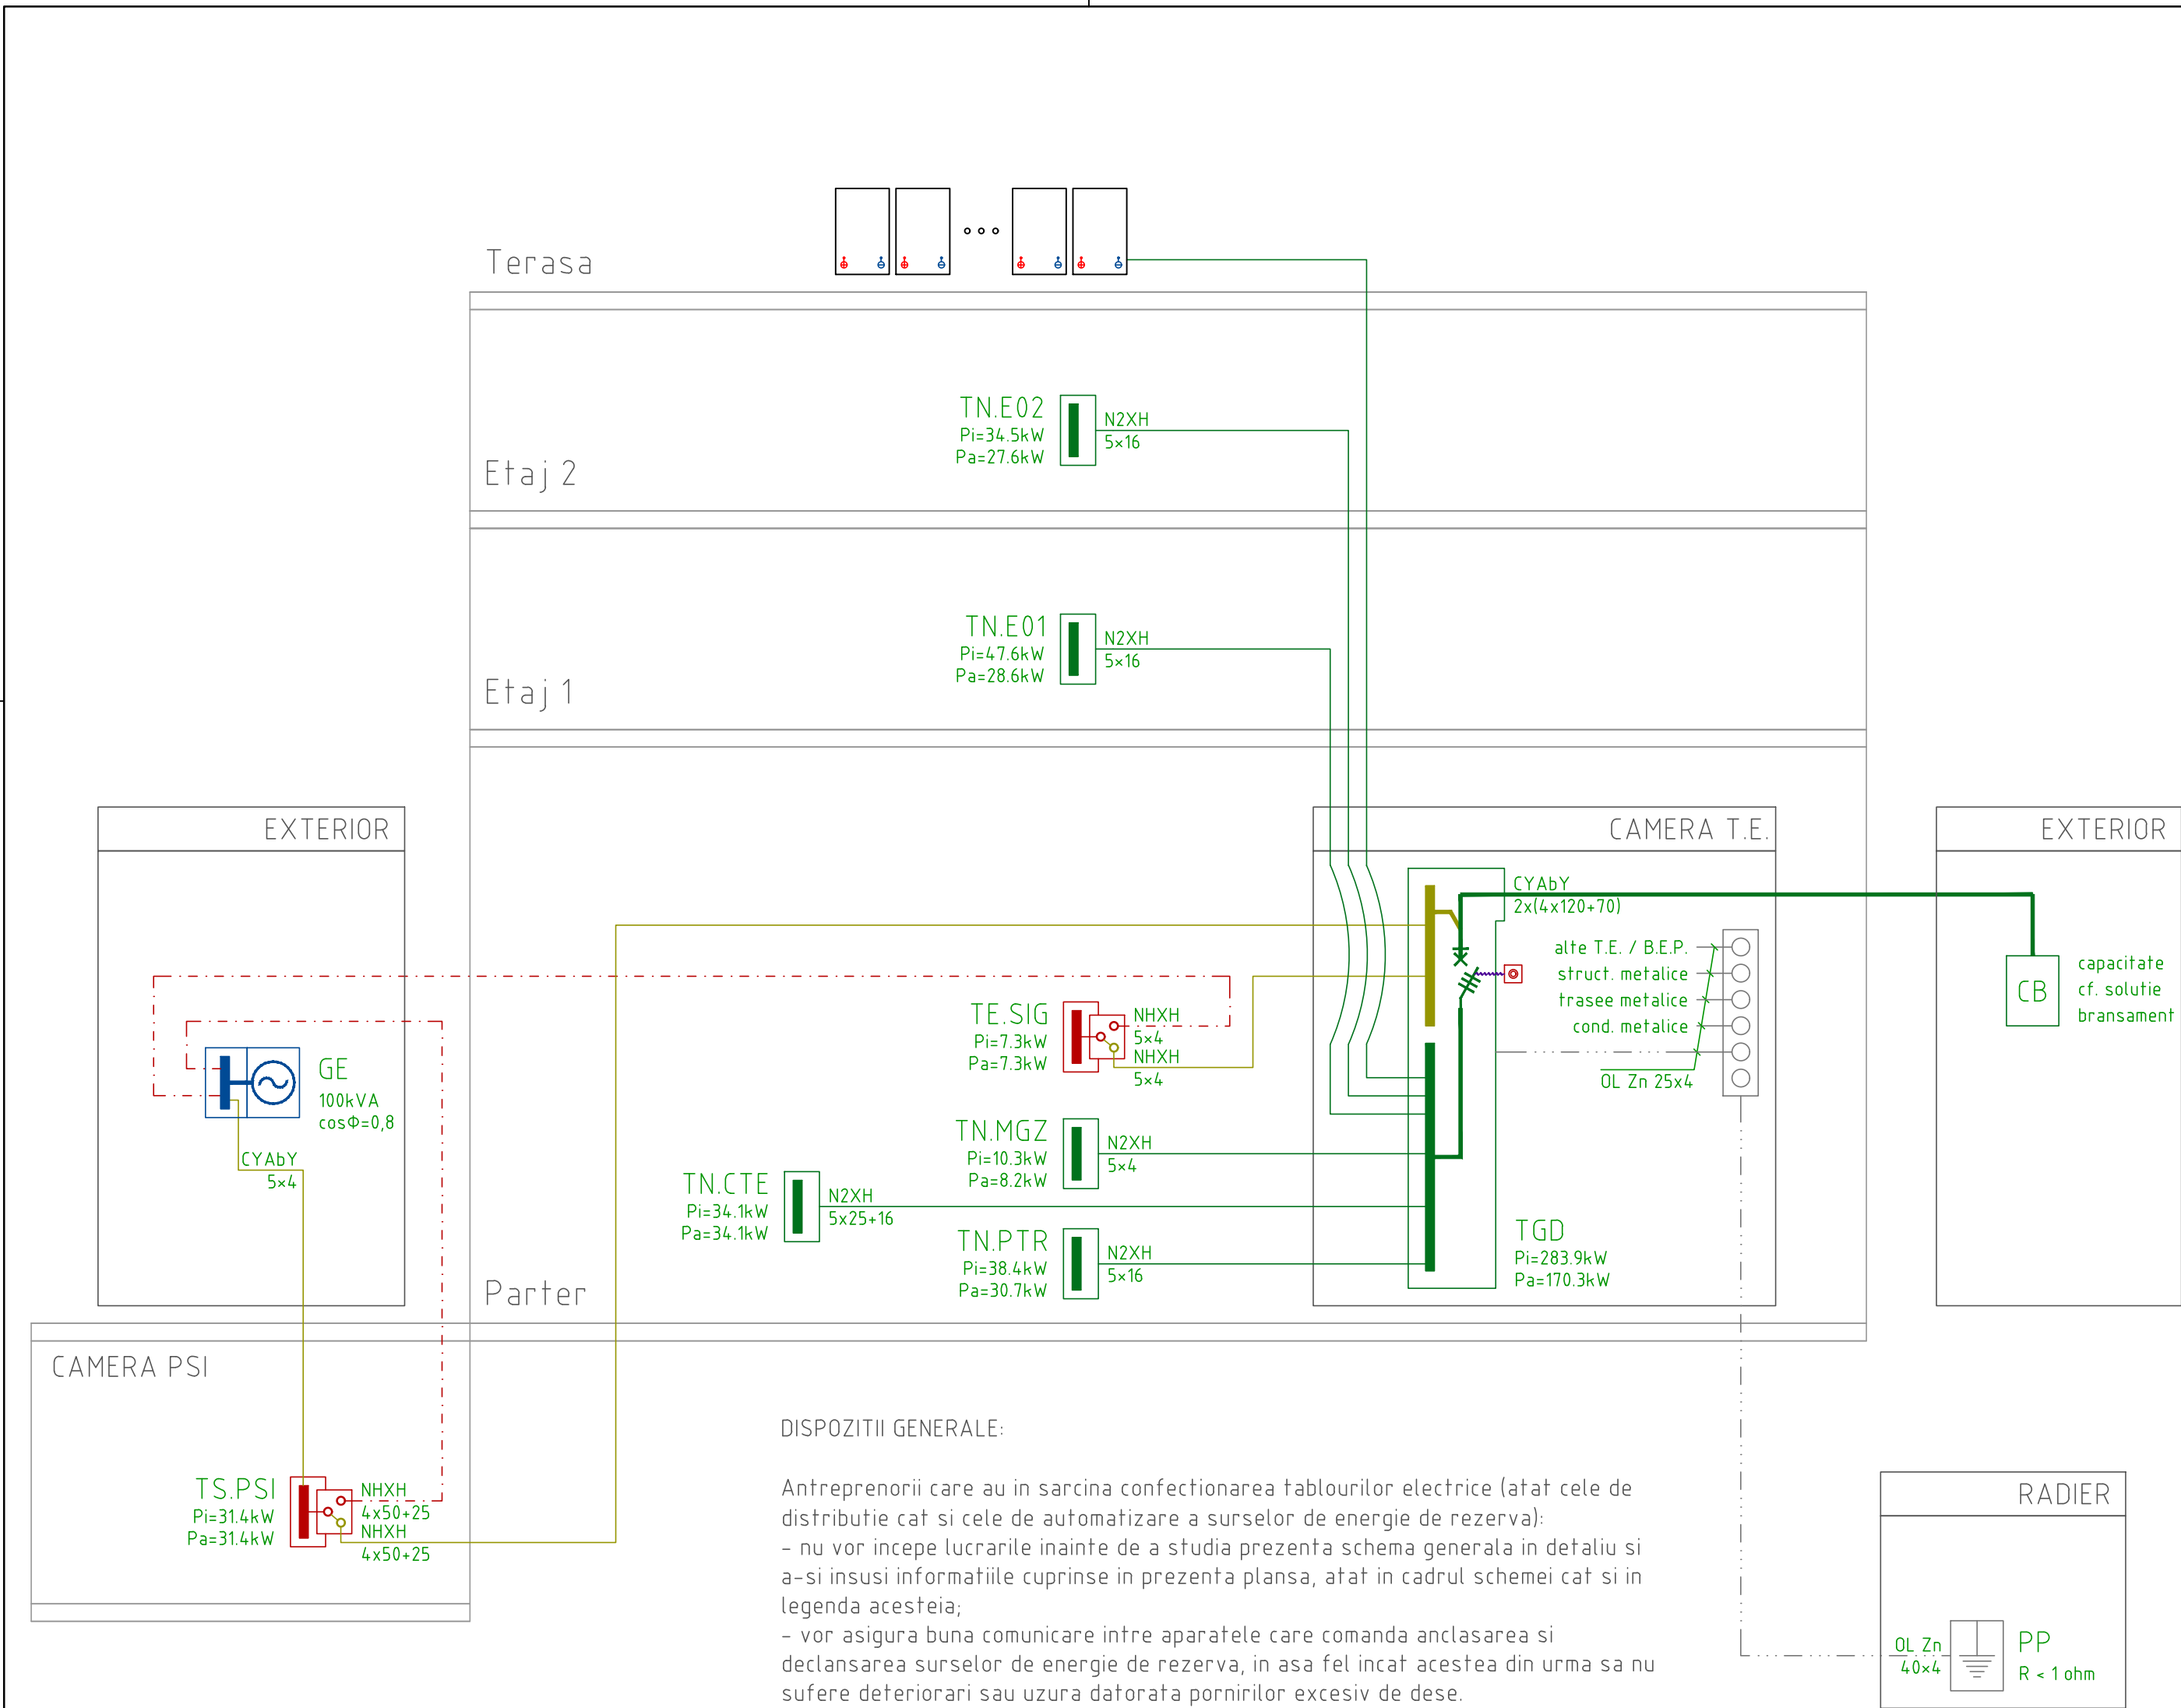 Terasa
TN.E02
Pi=34.5kW
Pa=27.6kW
N2XH
5x16
Etaj 2
TN.E01
Pi=47.6kW
Pa=28.6kW
N2XH
5x16
Etaj 1
EXTERIOR
CAMERA T.E.
EXTERIOR
CYAbY
2x(4x120+70)
alte T.E. / B.E.P.
struct. metalice
trasee metalice
cond. metalice
OL Zn 25x4
CB
capacitate
cf. solutie
bransament
TE.SIG
Pi=7.3kW
Pa=7.3kW
NHXH
5x4
NHXH
5x4
GE
100kVA
cosΦ=0,8
CYAbY
5x4
TN.MGZ
Pi=10.3kW
Pa=8.2kW
N2XH
5x4
TN.CTE
Pi=34.1kW
Pa=34.1kW
N2XH
5x25+16
TN.PTR
Pi=38.4kW
Pa=30.7kW
N2XH
5x16
TGD
Pi=283.9kW
Pa=170.3kW
Parter
CAMERA PSI
TS.PSI
Pi=31.4kW
Pa=31.4kW
NHXH
4x50+25
NHXH
4x50+25
DISPOZITII GENERALE:
Antreprenorii care au in sarcina confectionarea tablourilor electrice (atat cele de
distributie cat si cele de automatizare a surselor de energie de rezerva):
- nu vor incepe lucrarile inainte de a studia prezenta schema generala in detaliu si
a-si insusi informatiile cuprinse in prezenta plansa, atat in cadrul schemei cat si in
legenda acesteia;
- vor asigura buna comunicare intre aparatele care comanda anclasarea si
declansarea surselor de energie de rezerva, in asa fel incat acestea din urma sa nu
sufere deteriorari sau uzura datorata pornirilor excesiv de dese.
RADIER
OL Zn
40x4
PP
R < 1 ohm